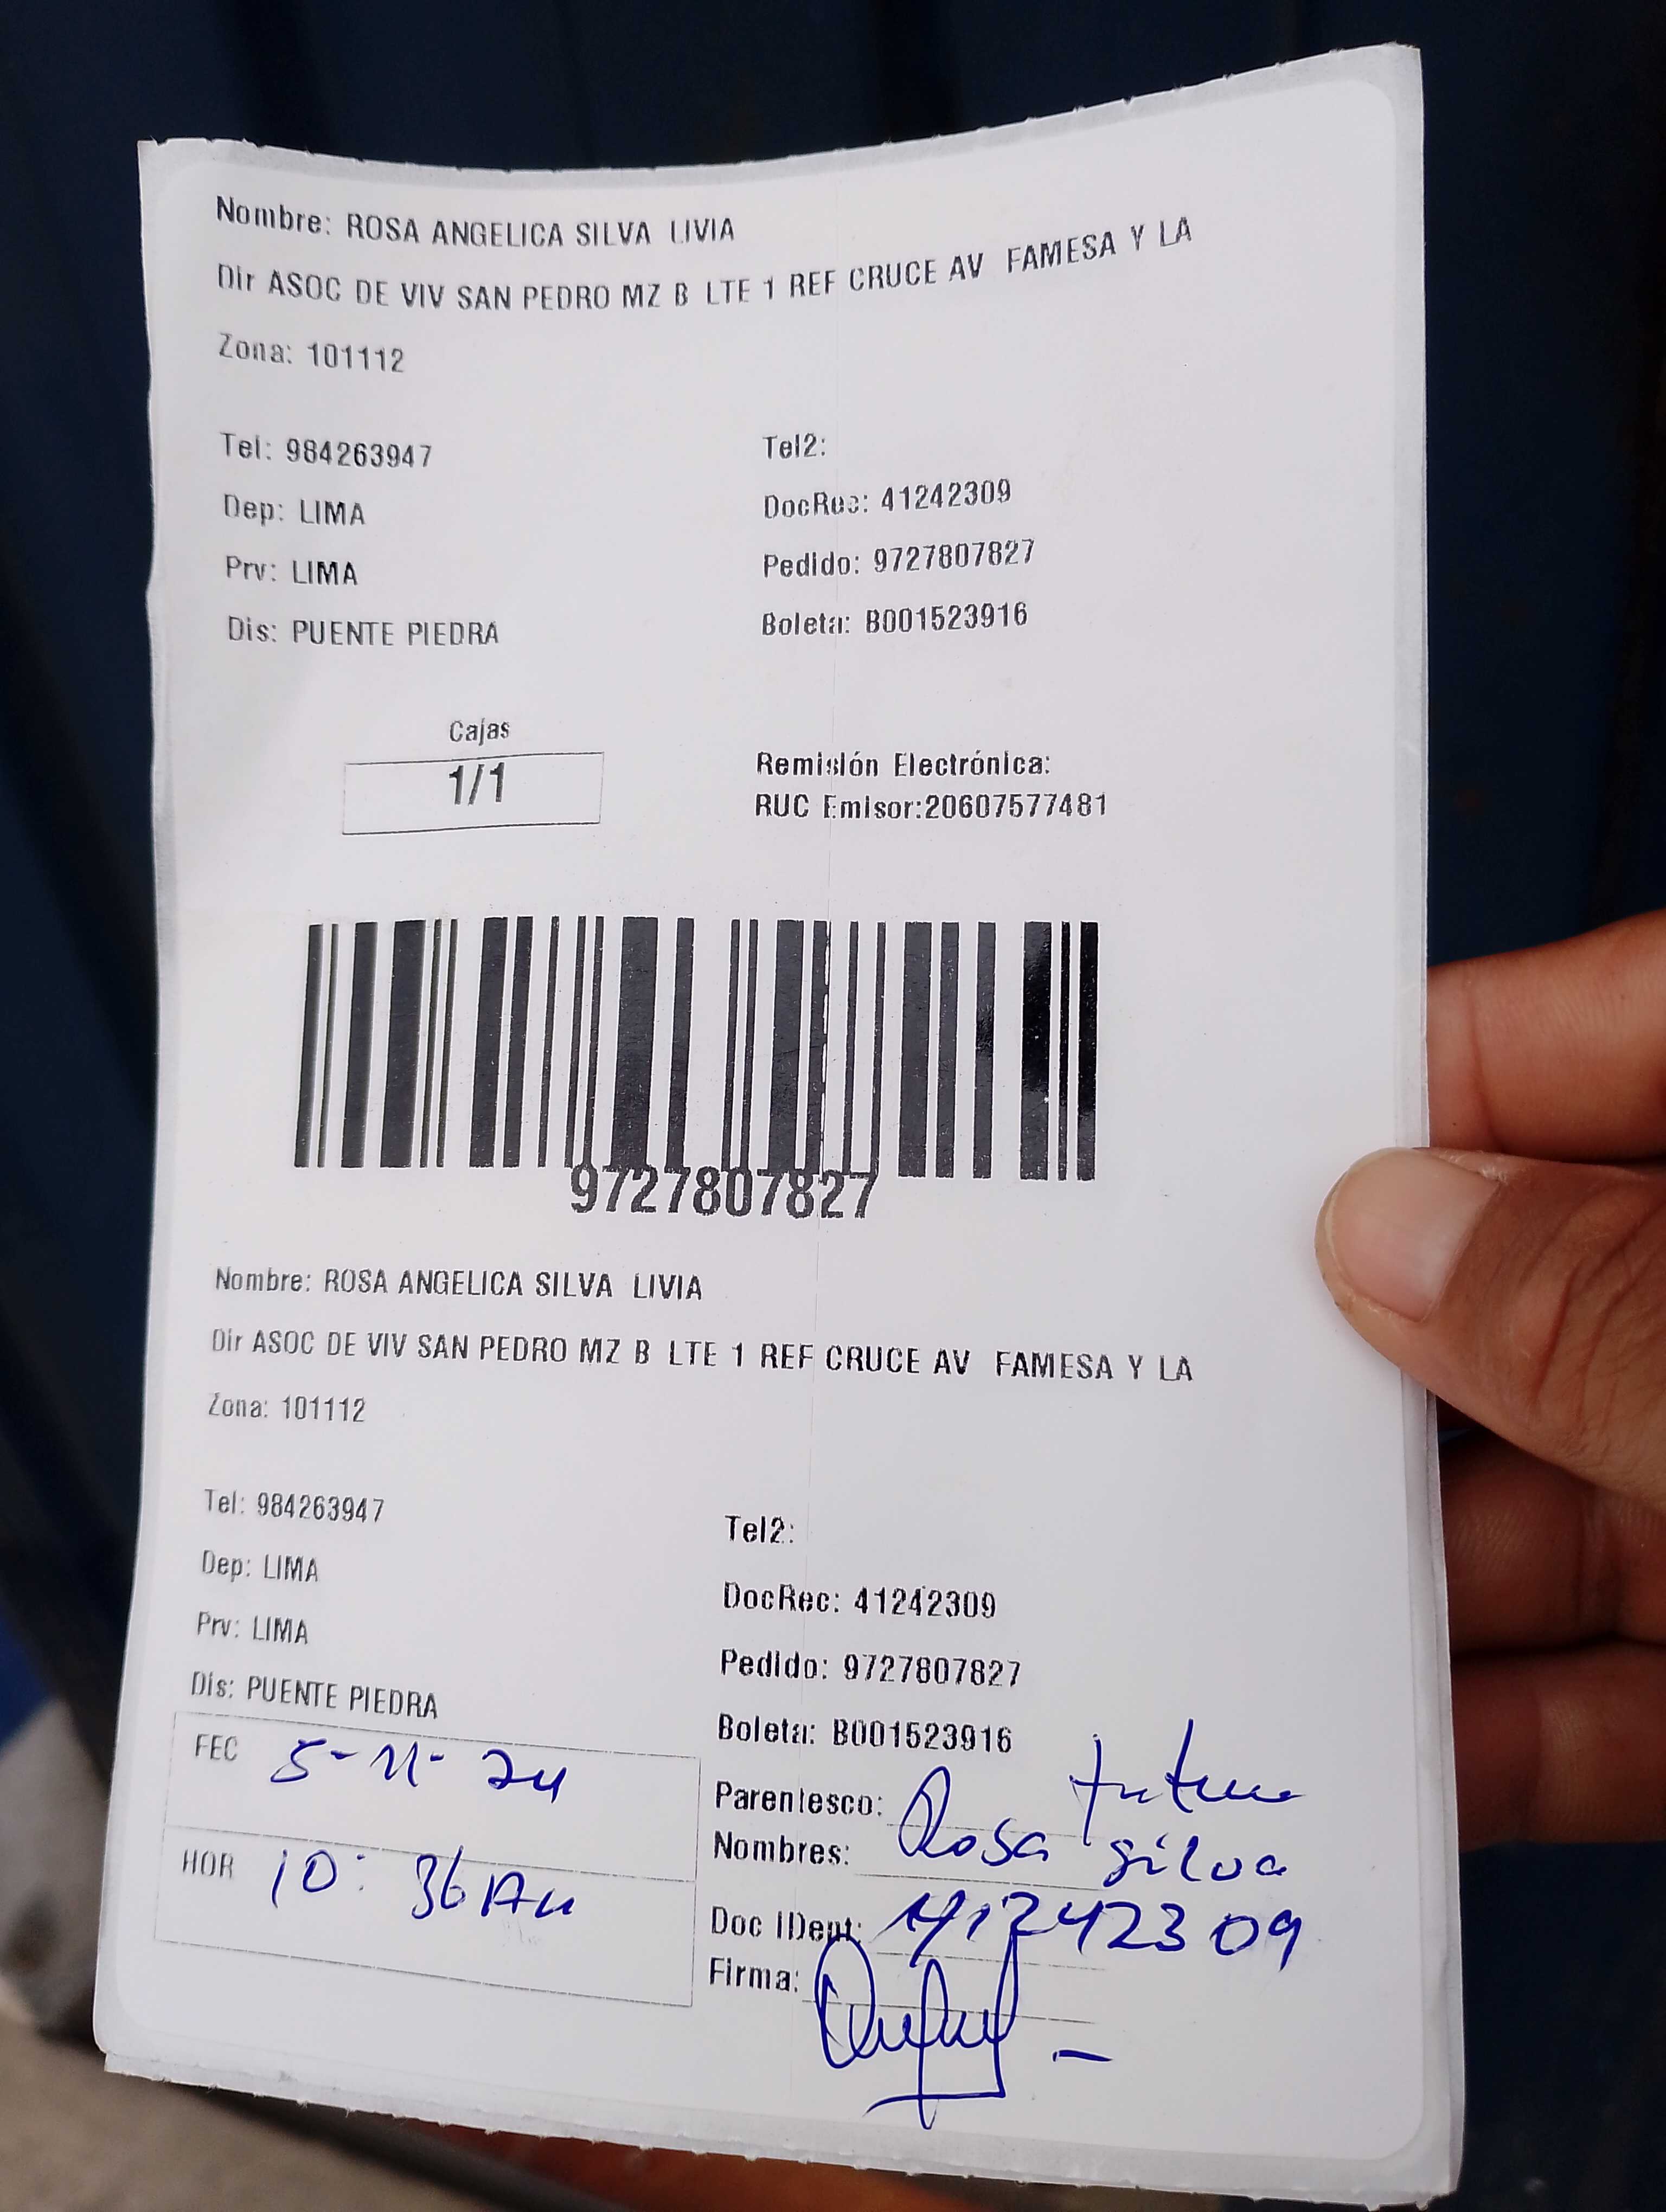 Nombre: ROSA ANGELICA SILVA LIVIA
Dir ASOC DE VIV SAN PEDRO MZ B LTE 1 REF CRUCE AV FAMESA Y LA
Zona: 101112
Tel: 984263947 Tel2:
Dep: LIMA DocRec: 41242309
Prv: LIMA Pedido: 9727807827
Dis: PUENTE PIEDRA Boleta: B001523916
Cajas
1/1
Remisión Electrónica:
RUC Emisor:20607577481
9727807827
Nombre: ROSA ANGELICA SILVA LIVIA
Dir ASOC DE VIV SAN PEDRO MZ B LTE 1 REF CRUCE AV FAMESA Y LA
Zona: 101112
Tel: 984263947 Tel2:
Dep: LIMA DocRec: 41242309
Prv: LIMA Pedido: 9727807827
Dis: PUENTE PIEDRA Boleta: B001523916
FEC 5-11-24
HOR 10:36 AM
Parentesco:
Nombres: Rosa Silva
Doc IDent: 41242309
Firma: